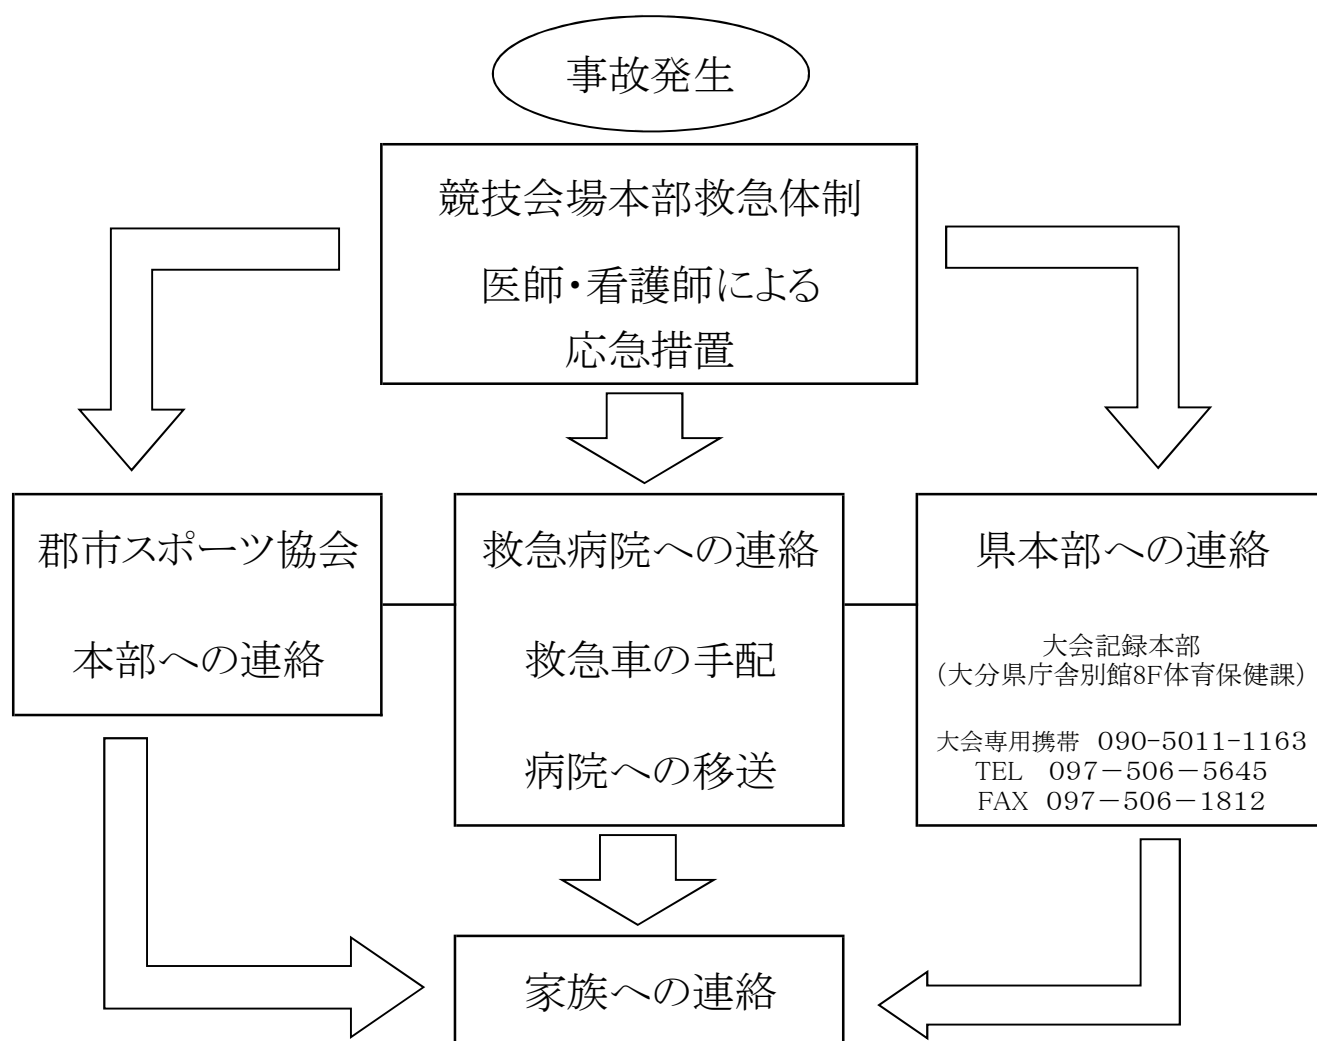 事故発生
競技会場本部救急体制
医師・看護師による
応急措置
郡市スポーツ協会
本部への連絡
救急病院への連絡
救急車の手配
病院への移送
県本部への連絡
大会記録本部
(大分県庁舎別館8F体育保健課)
大会専用携帯 090-5011-1163
TEL 097-506-5645
FAX 097-506-1812
家族への連絡